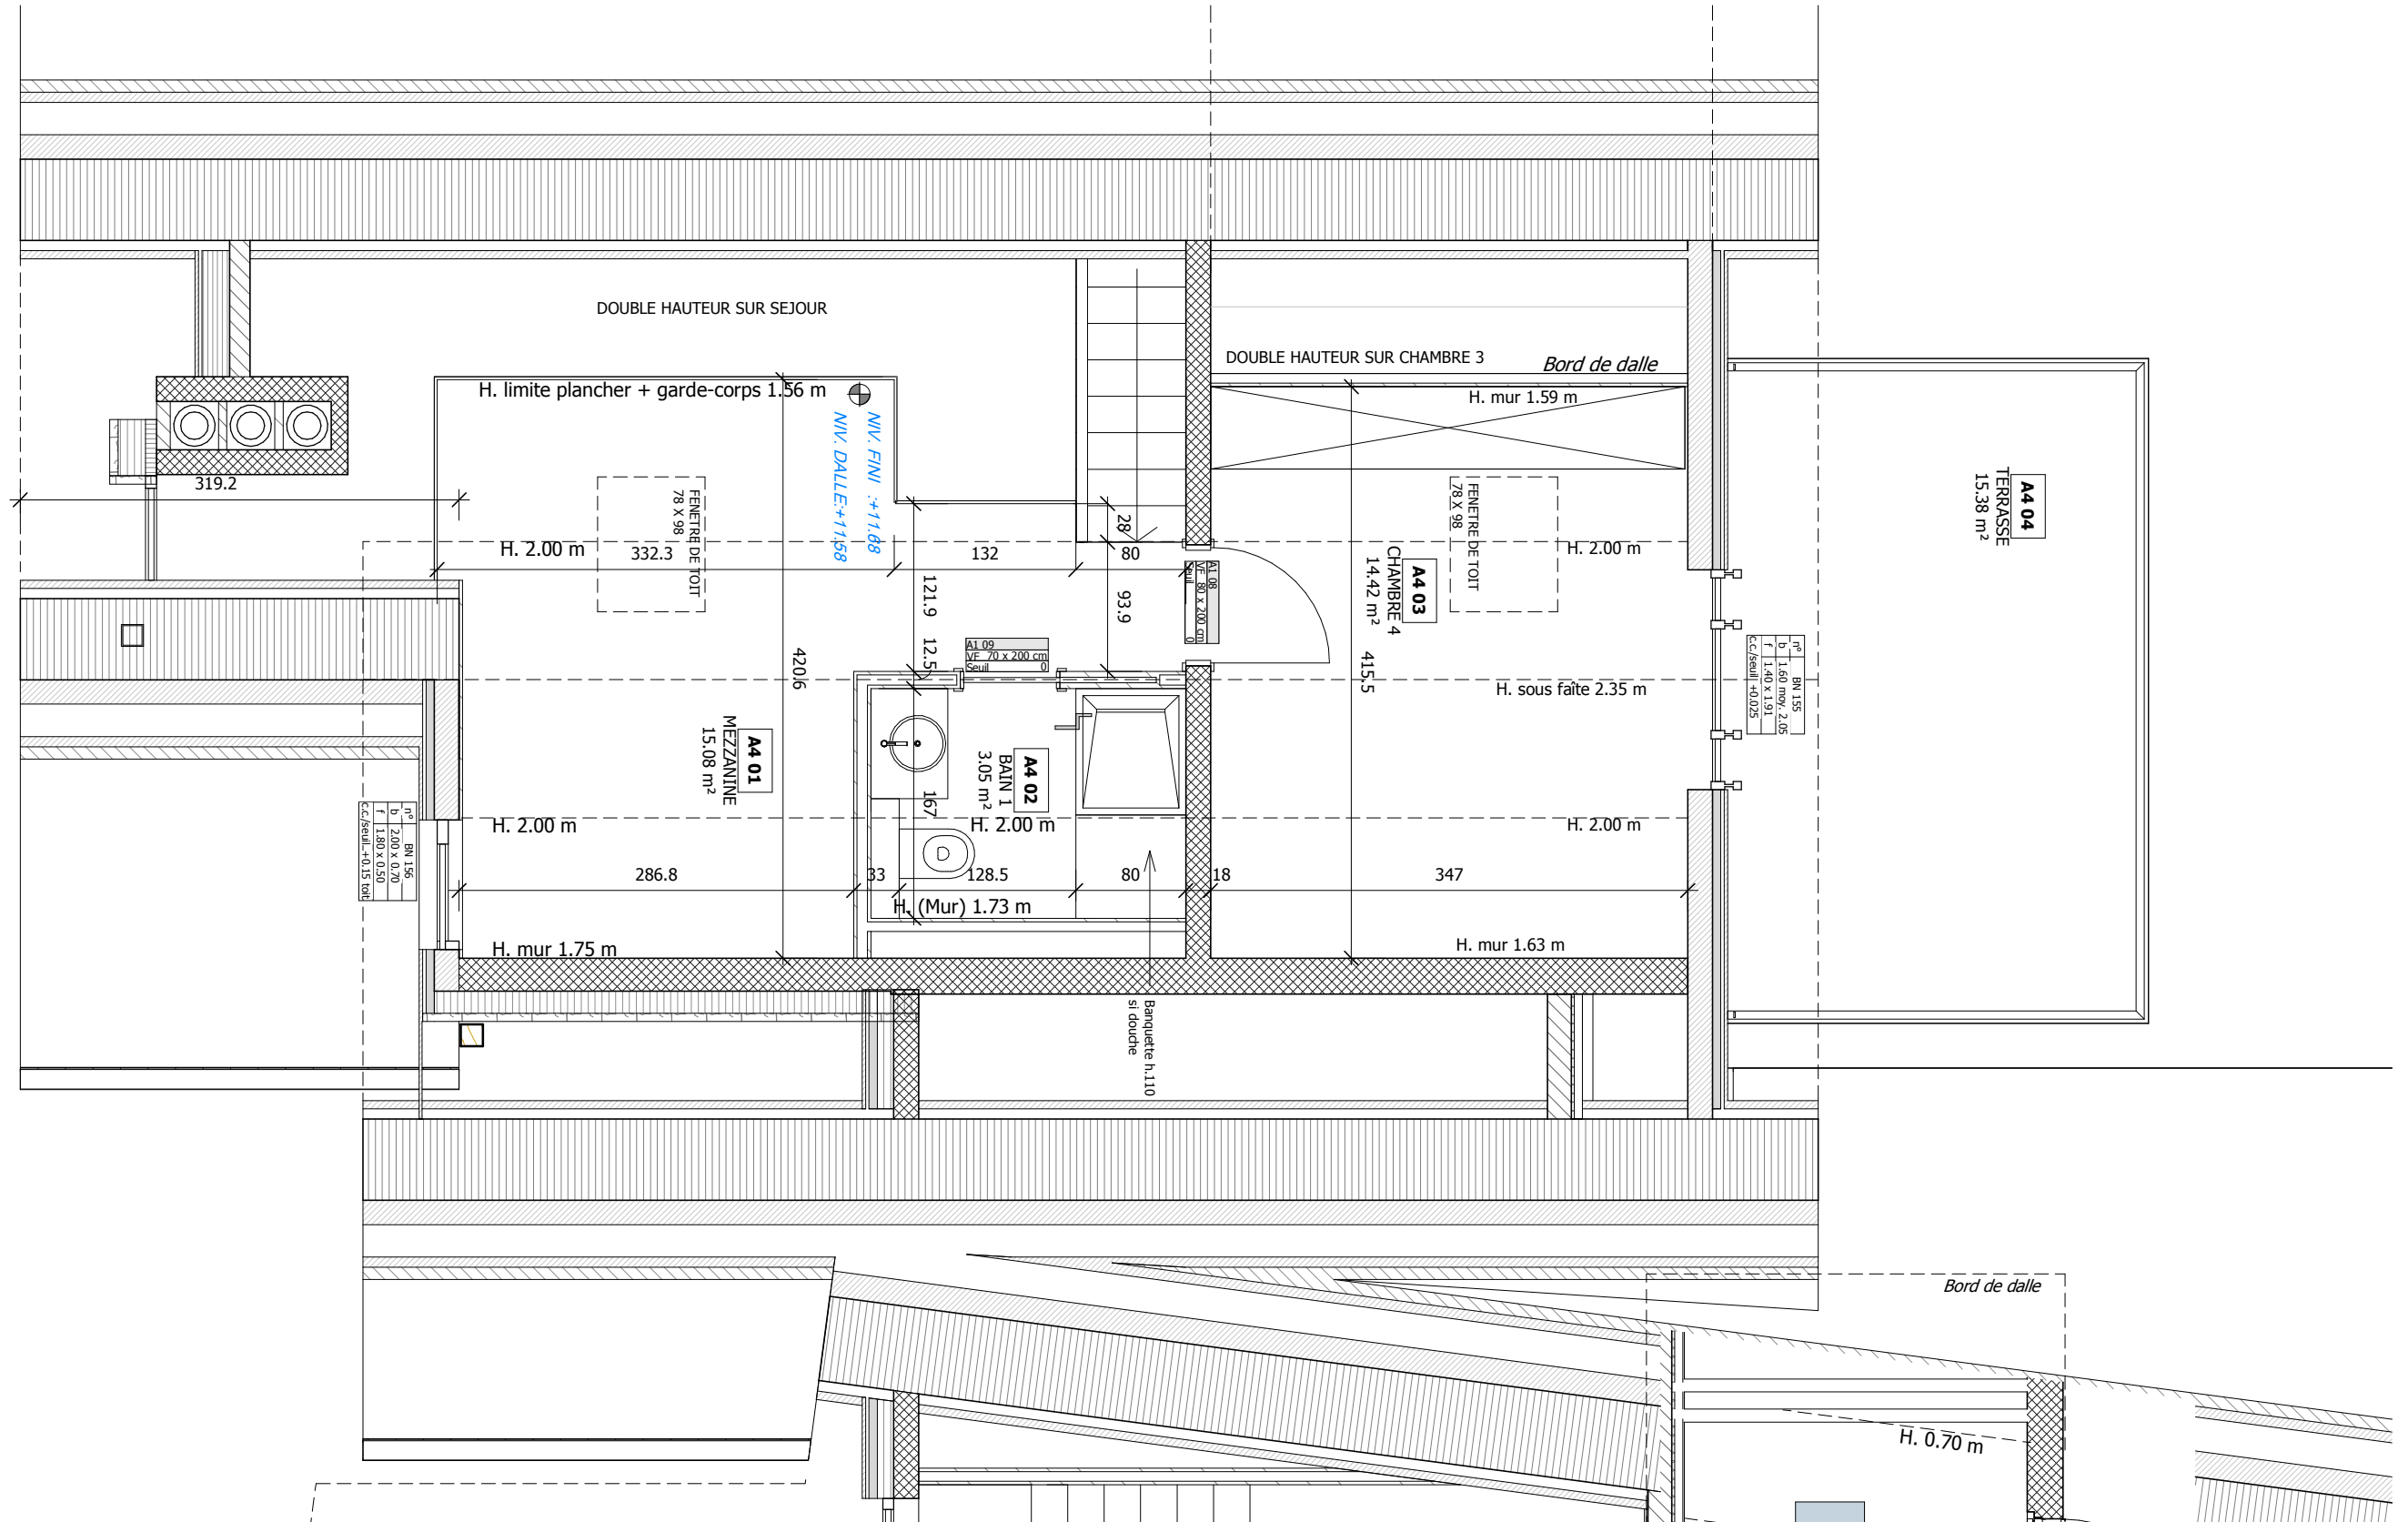 DOUBLE HAUTEUR SUR SEJOUR
DOUBLE HAUTEUR SUR CHAMBRE 3
Bord de dalle
H. limite plancher + garde-corps 1.56 m
H. mur 1.59 m
NIV. FINI :+11.68
NIV. DALLE:+11.58
319.2
FENETRE DE TOIT
78 X 98
FENETRE DE TOIT
78 X 98
A4 04
TERRASSE
15.38 m²
28
H. 2.00 m
332.3
132
80
H. 2.00 m
A1 08
VF 80 x 200 cm
Seuil 0
A4 03
CHAMBRE 4
14.42 m²
121.9
93.9
12.5
A1 09
VF 70 x 200 cm
Seuil 0
420.6
415.5
H. sous faîte 2.35 m
n° BN 155
b 1.60 moy. 2.05
f 1.40 x 1.91
c.c./seuil +0.025
A4 01
MEZZANINE
15.08 m²
A4 02
BAIN 1
3.05 m²
167
n° BN 156
b 2.00 x 0.70
f 1.80 x 0.50
c.c./seuil +0.15 toit
H. 2.00 m
H. 2.00 m
H. 2.00 m
286.8
33
128.5
80
18
347
H. (Mur) 1.73 m
H. mur 1.75 m
H. mur 1.63 m
Banquette h.110
si douche
Bord de dalle
H. 0.70 m